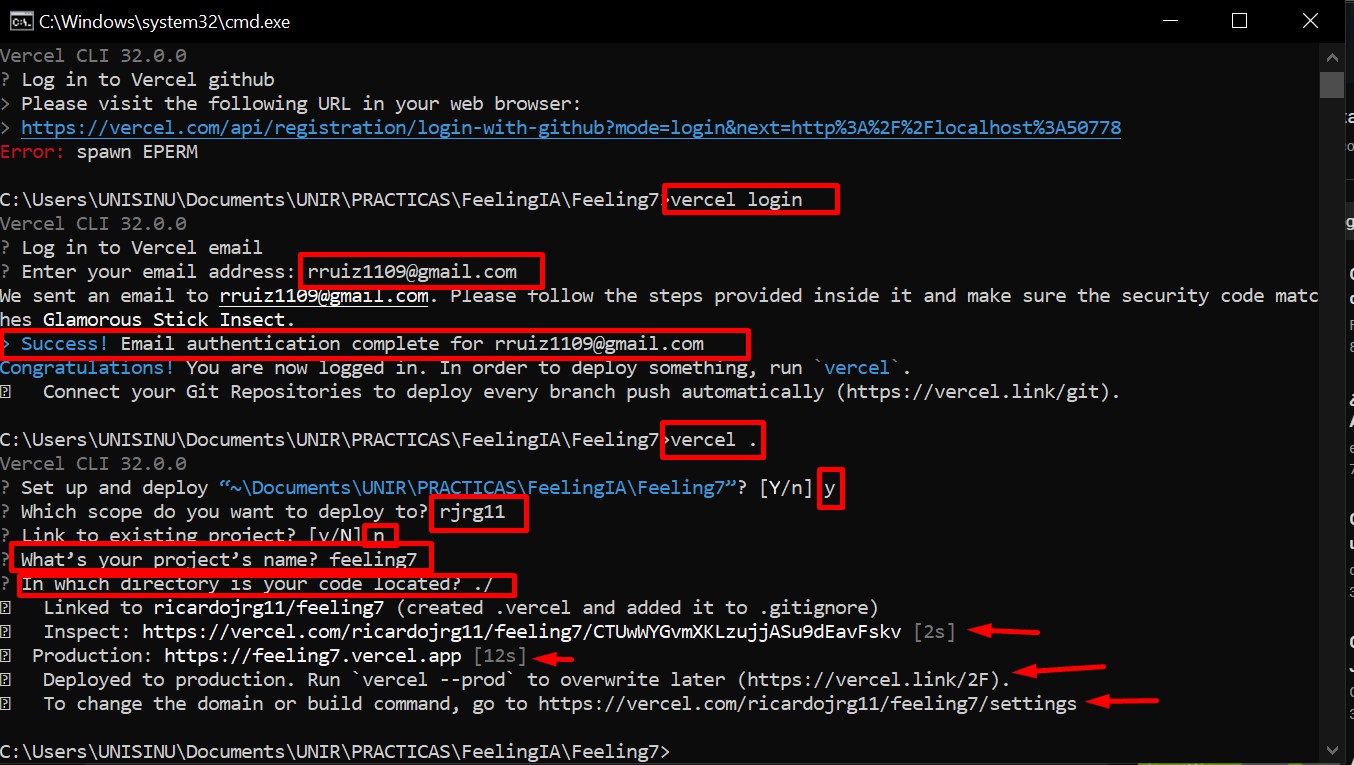 C:\Windows\system32\cmd.exe
Vercel CLI 32.0.0
? Log in to Vercel github
> Please visit the following URL in your web browser:
> https://vercel.com/api/registration/login-with-github?mode=login&next=http%3A%2F%2Flocalhost%3A50778
Error: spawn EPERM
C:\Users\UNISINU\Documents\UNIR\PRACTICAS\FeelingIA\Feeling7>vercel login
Vercel CLI 32.0.0
? Log in to Vercel email
? Enter your email address: rruiz1109@gmail.com
We sent an email to rruiz1109@gmail.com. Please follow the steps provided inside it and make sure the security code matc
hes Glamorous Stick Insect.
> Success! Email authentication complete for rruiz1109@gmail.com
Congratulations! You are now logged in. In order to deploy something, run `vercel`.
Connect your Git Repositories to deploy every branch push automatically (https://vercel.link/git).
C:\Users\UNISINU\Documents\UNIR\PRACTICAS\FeelingIA\Feeling7>vercel .
Vercel CLI 32.0.0
? Set up and deploy “~\Documents\UNIR\PRACTICAS\FeelingIA\Feeling7”? [Y/n] y
? Which scope do you want to deploy to? rjrg11
? Link to existing project? [y/N] n
? What’s your project’s name? feeling7
? In which directory is your code located? ./
Linked to ricardojrg11/feeling7 (created .vercel and added it to .gitignore)
Inspect: https://vercel.com/ricardojrg11/feeling7/CTUwWYGvmXKLzujjASu9dEavFskv [2s]
Production: https://feeling7.vercel.app [12s]
Deployed to production. Run `vercel --prod` to overwrite later (https://vercel.link/2F).
To change the domain or build command, go to https://vercel.com/ricardojrg11/feeling7/settings
C:\Users\UNISINU\Documents\UNIR\PRACTICAS\FeelingIA\Feeling7>